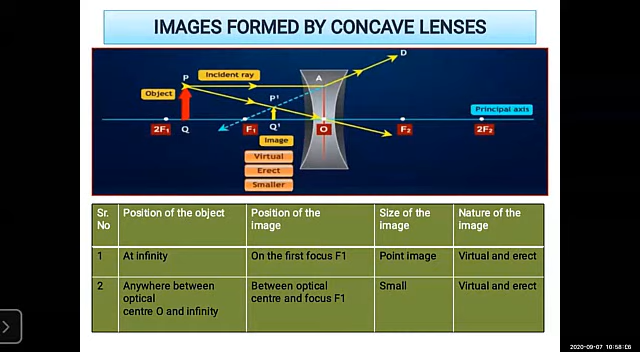 IMAGES FORMED BY CONCAVE LENSES
D
P
Incident ray
A
Object
P¹
Principal axis
2F₁
Q
F₁
Q¹
O
F₂
2F₂
Image
Virtual
Erect
Smaller
Sr. No
Position of the object
Position of the image
Size of the image
Nature of the image
1
At infinity
On the first focus F1
Point image
Virtual and erect
2
Anywhere between optical centre O and infinity
Between optical centre and focus F1
Small
Virtual and erect
2020-09-07 10:58: